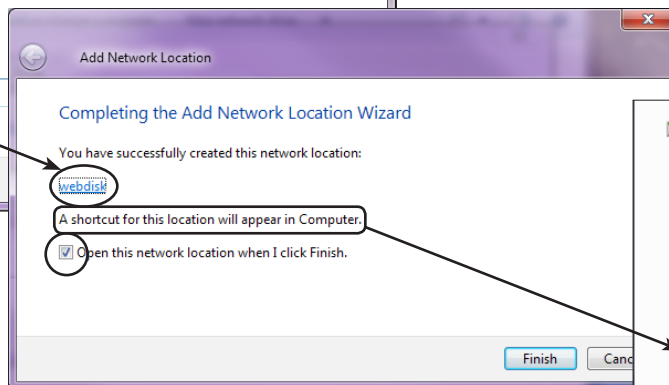 Add Network Location
Completing the Add Network Location Wizard
You have successfully created this network location:
webdisk
A shortcut for this location will appear in Computer.
Open this network location when I click Finish.
Finish Canc